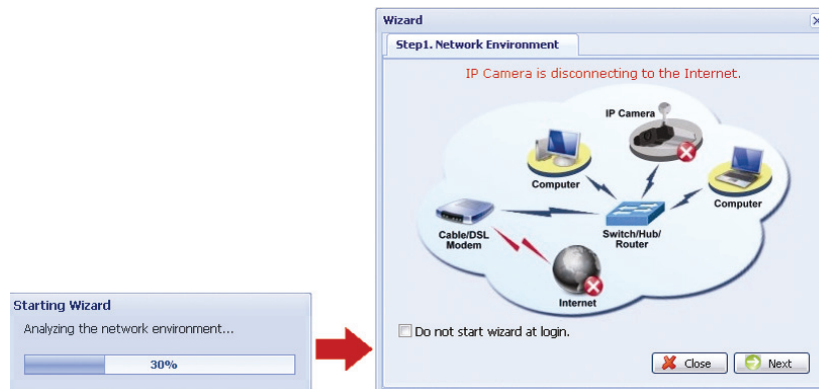 Starting Wizard
Analyzing the network environment...
30%
Wizard
Step1. Network Environment
IP Camera is disconnecting to the Internet.
IP Camera
Computer
Computer
Cable/DSL
Modem
Switch/Hub/
Router
Internet
Do not start wizard at login.
Close
Next